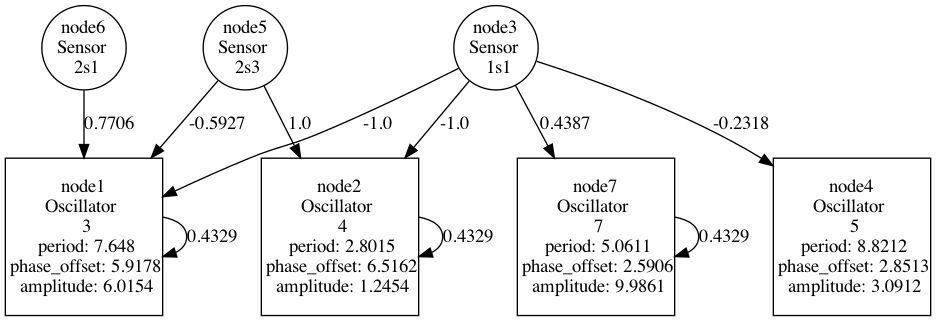 node6
Sensor
2s1
node5
Sensor
2s3
node3
Sensor
1s1
0.7706
-0.5927
1.0
-1.0
-1.0
0.4387
-0.2318
node1
Oscillator
3
period: 7.648
phase_offset: 5.9178
amplitude: 6.0154
0.4329
node2
Oscillator
4
period: 2.8015
phase_offset: 6.5162
amplitude: 1.2454
0.4329
node7
Oscillator
7
period: 5.0611
phase_offset: 2.5906
amplitude: 9.9861
0.4329
node4
Oscillator
5
period: 8.8212
phase_offset: 2.8513
amplitude: 3.0912